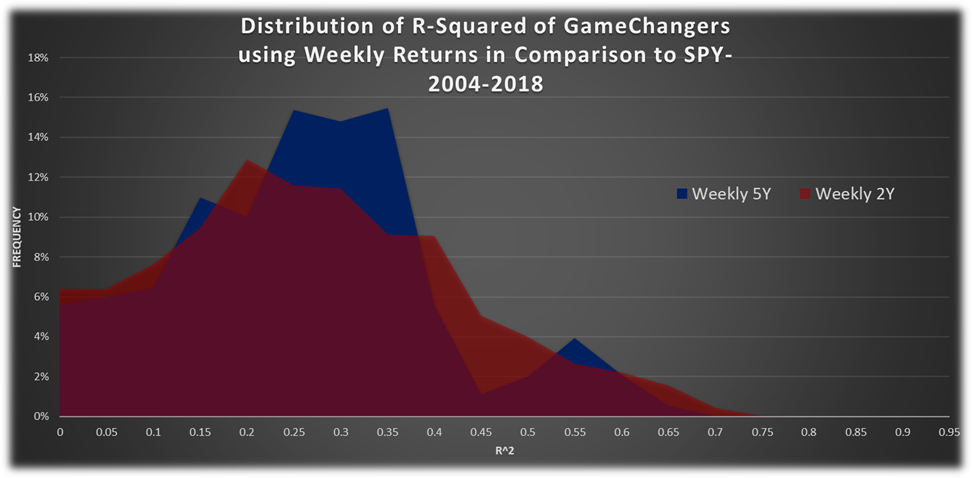 Distribution of R-Squared of GameChangers
using Weekly Returns in Comparison to SPY-
2004-2018
18%
16%
14%
12%
10%
8%
6%
4%
2%
0%
FREQUENCY
Weekly 5Y Weekly 2Y
0 0.05 0.1 0.15 0.2 0.25 0.3 0.35 0.4 0.45 0.5 0.55 0.6 0.65 0.7 0.75 0.8 0.85 0.9 0.95
R^2